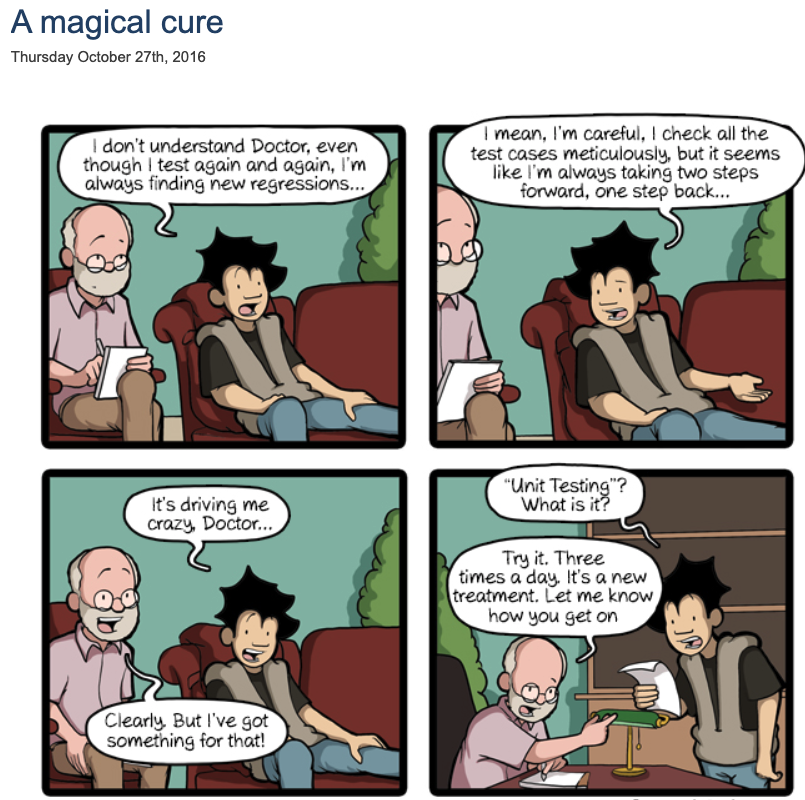 A magical cure
Thursday October 27th, 2016
I don't understand Doctor, even
though I test again and again, I'm
always finding new regressions...
I mean, I'm careful, I check all the
test cases meticulously, but it seems
like I'm always taking two steps
forward, one step back...
It's driving me
crazy, Doctor...
Clearly. But I've got
something for that!
"Unit Testing"?
What is it?
Try it. Three
times a day. It's a new
treatment. Let me know
how you get on